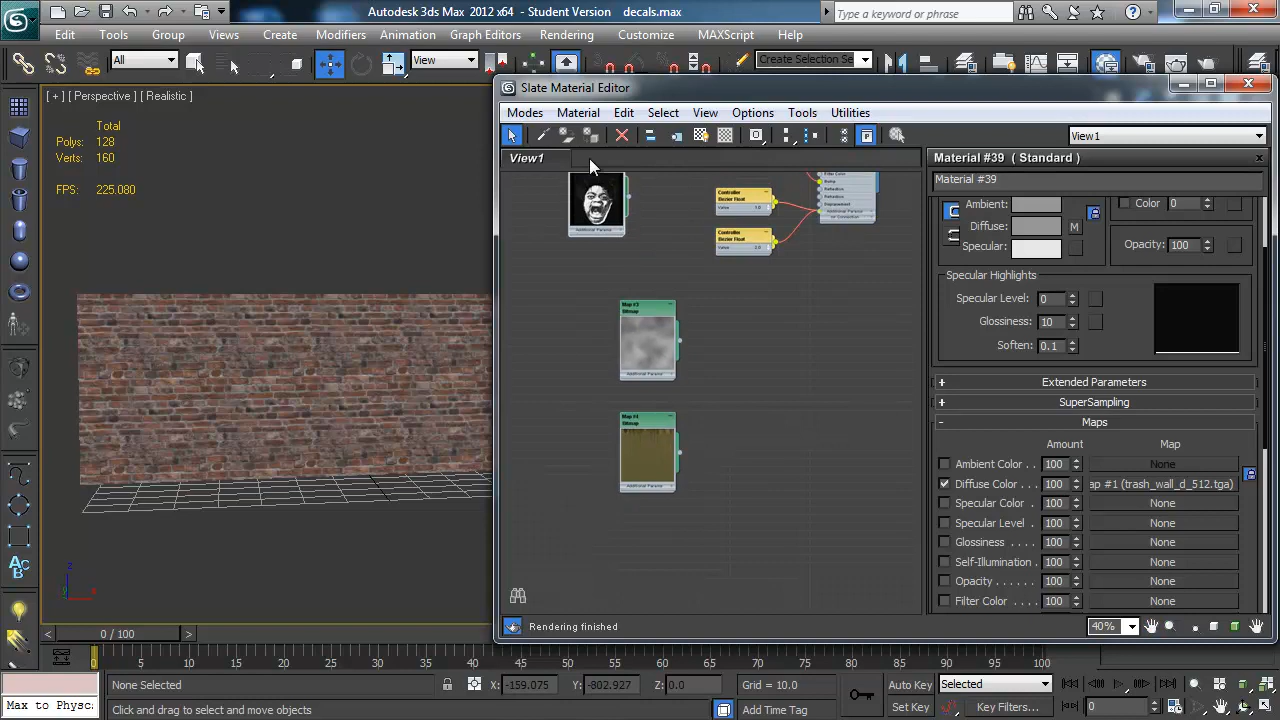 Autodesk 3ds Max 2012 x64 - Student Version decals.max
Type a keyword or phrase
Edit Tools Group Views Create Modifiers Animation Graph Editors Rendering Customize MAXScript Help
All View Create Selection Se
[ + ] [ Perspective ] [ Realistic ]
Total
Polys: 128
Verts: 160
FPS: 225.080
Slate Material Editor
Modes Material Edit Select View Options Tools Utilities
View1
View1
Controller
Bezier Float
Value 1.0
Controller
Bezier Float
Additional Params
Map #3
Bitmap
Additional Params
Map #4
Bitmap
Additional Params
Rendering finished
Material #39 ( Standard )
Material #39
Ambient:
Diffuse: M
Specular:
Color 0
Opacity: 100
Specular Highlights
Specular Level: 0
Glossiness: 10
Soften: 0.1
+ Extended Parameters
+ SuperSampling
- Maps
Amount Map
Ambient Color . . 100 None
Diffuse Color . . . 100 ap #1 (trash_wall_d_512.tga)
Specular Color . 100 None
Specular Level . 100 None
Glossiness . . . . 100 None
Self-Illumination . 100 None
Opacity . . . . . . 100 None
Filter Color . . . . 100 None
40%
< 0 / 100 >
0 5 10 15 20 25 30 35 40 45 50 55 60 65 70 75 80 85 90 95 100
Max to Physc
None Selected X: -159.075 Y: -802.927 Z: 0.0 Grid = 10.0 Auto Key Selected
Click and drag to select and move objects Add Time Tag Set Key Key Filters... 0